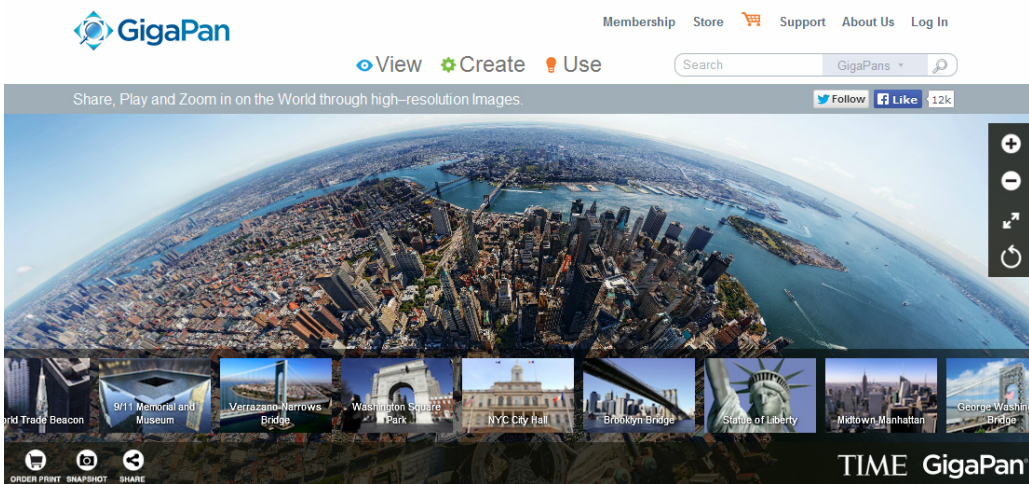 GigaPan
Membership Store Support About Us Log In
View Create Use
Search GigaPans
Share, Play and Zoom in on the World through high–resolution Images.
Follow Like 12k
rld Trade Beacon
9/11 Memorial and
Museum
Verrazano-Narrows
Bridge
Washington Square
Park
NYC City Hall
Brooklyn Bridge
Statue of Liberty
Midtown-Manhattan
George Washin
Bridge
ORDER PRINT SNAPSHOT SHARE
TIME GigaPan